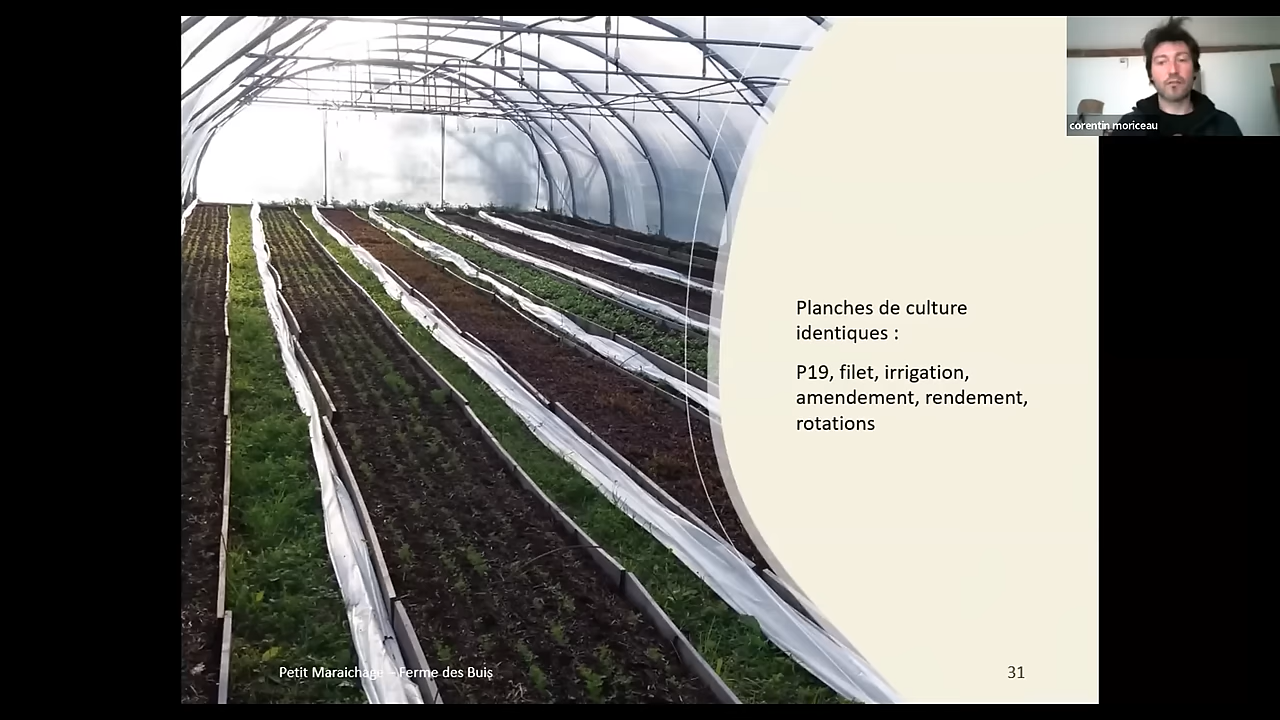 corentin moriceau
Planches de culture
identiques :
P19, filet, irrigation,
amendement, rendement,
rotations
Petit Maraichage – Ferme des Buis
31